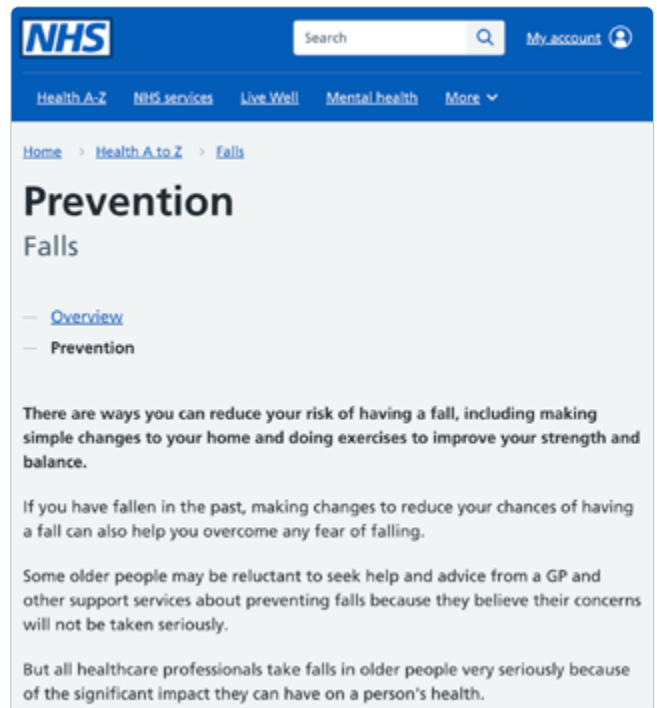 NHS
Search
My account
Health A-Z NHS services Live Well Mental health More
Home > Health A to Z > Falls
Prevention
Falls
— Overview
— Prevention
There are ways you can reduce your risk of having a fall, including making
simple changes to your home and doing exercises to improve your strength and
balance.
If you have fallen in the past, making changes to reduce your chances of having
a fall can also help you overcome any fear of falling.
Some older people may be reluctant to seek help and advice from a GP and
other support services about preventing falls because they believe their concerns
will not be taken seriously.
But all healthcare professionals take falls in older people very seriously because
of the significant impact they can have on a person's health.